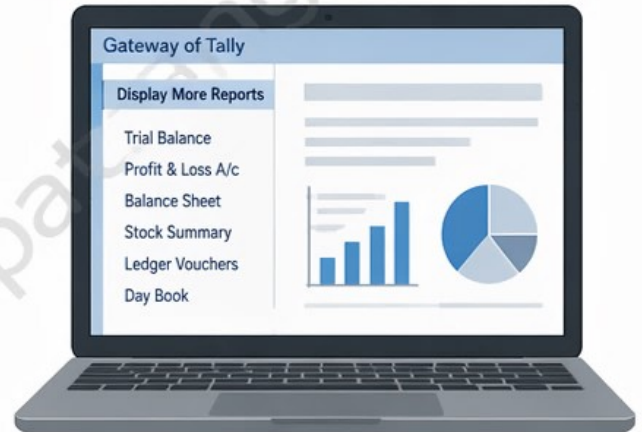 Gateway of Tally
Display More Reports
Trial Balance
Profit & Loss A/c
Balance Sheet
Stock Summary
Ledger Vouchers
Day Book